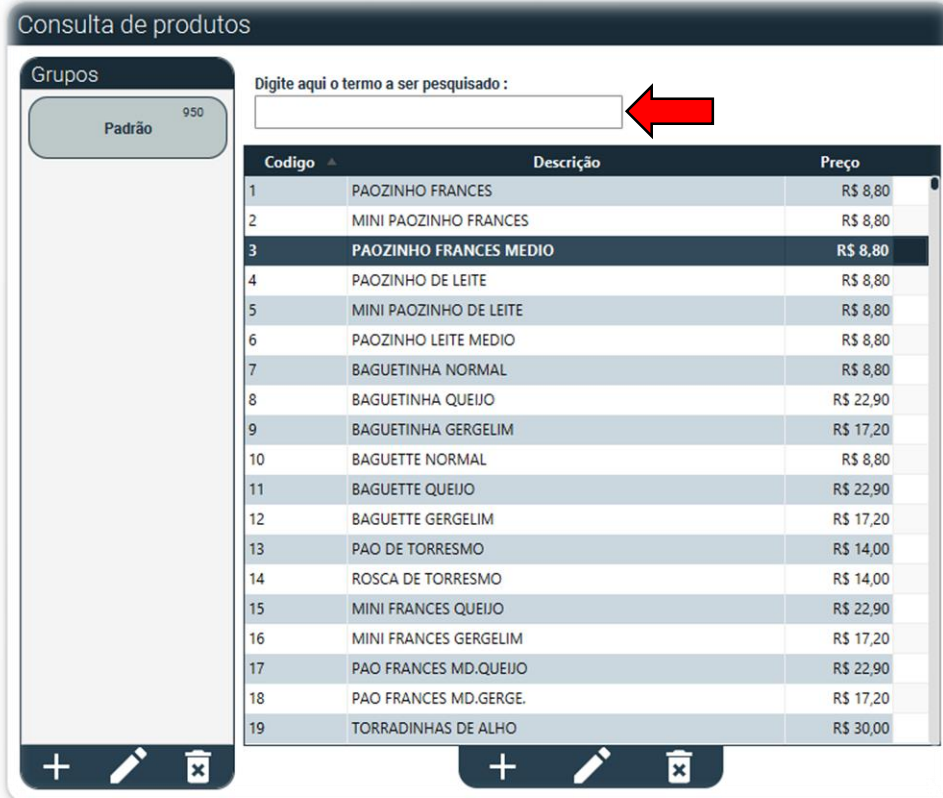 Consulta de produtos
Grupos
950
Padrão
Digite aqui o termo a ser pesquisado :
Codigo Descrição Preço
1 PAOZINHO FRANCES R$ 8,80
2 MINI PAOZINHO FRANCES R$ 8,80
3 PAOZINHO FRANCES MEDIO R$ 8,80
4 PAOZINHO DE LEITE R$ 8,80
5 MINI PAOZINHO DE LEITE R$ 8,80
6 PAOZINHO LEITE MEDIO R$ 8,80
7 BAGUETINHA NORMAL R$ 8,80
8 BAGUETINHA QUEIJO R$ 22,90
9 BAGUETINHA GERGELIM R$ 17,20
10 BAGUETTE NORMAL R$ 8,80
11 BAGUETTE QUEIJO R$ 22,90
12 BAGUETTE GERGELIM R$ 17,20
13 PAO DE TORRESMO R$ 14,00
14 ROSCA DE TORRESMO R$ 14,00
15 MINI FRANCES QUEIJO R$ 22,90
16 MINI FRANCES GERGELIM R$ 17,20
17 PAO FRANCES MD.QUEIJO R$ 22,90
18 PAO FRANCES MD.GERGE. R$ 17,20
19 TORRADINHAS DE ALHO R$ 30,00